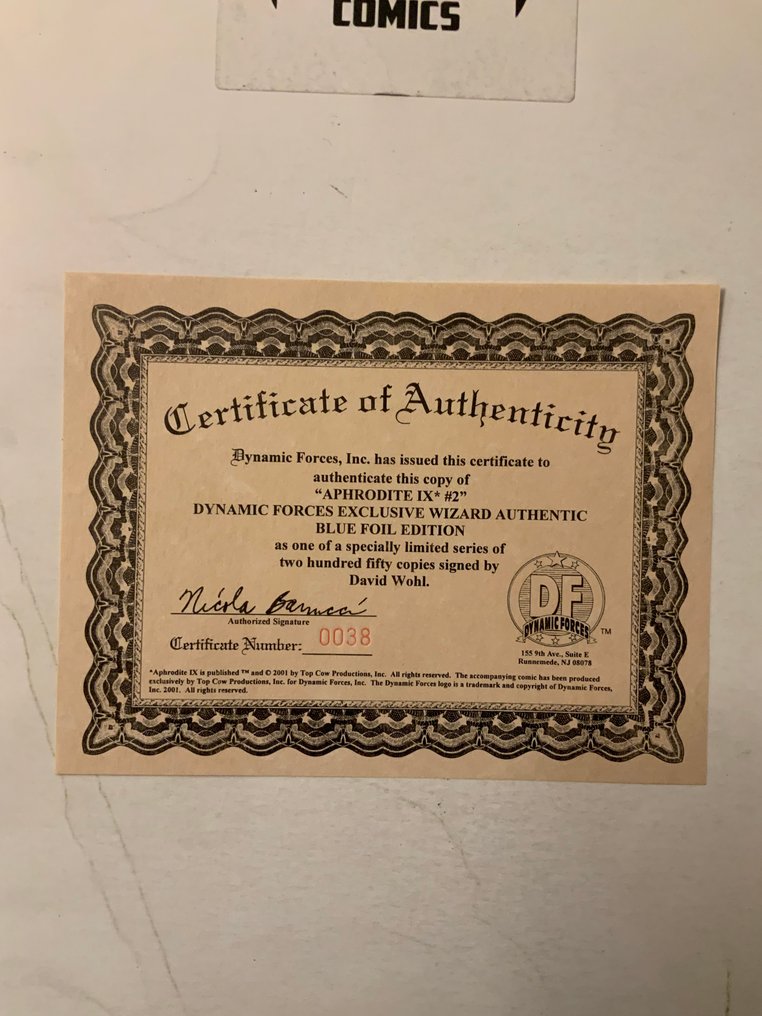 COMICS
Certificate of Authenticity
Dynamic Forces, Inc. has issued this certificate to
authenticate this copy of
“APHRODITE IX* #2”
DYNAMIC FORCES EXCLUSIVE WIZARD AUTHENTIC
BLUE FOIL EDITION
as one of a specially limited series of
two hundred fifty copies signed by
David Wohl.
Authorized Signature
Certificate Number: 0038
DF
DYNAMIC FORCES
TM
155 9th Ave., Suite E
Runnemede, NJ 08078
*Aphrodite IX is published ™ and © 2001 by Top Cow Productions, Inc. All rights reserved. The accompanying comic has been produced
exclusively by Top Cow Productions, Inc. for Dynamic Forces, Inc. The Dynamic Forces logo is a trademark and copyright of Dynamic Forces,
Inc. 2001. All rights reserved.